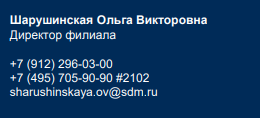 Шарушинская Ольга Викторовна
Директор филиала
+7 (912) 296-03-00
+7 (495) 705-90-90 #2102
sharushinskaya.ov@sdm.ru